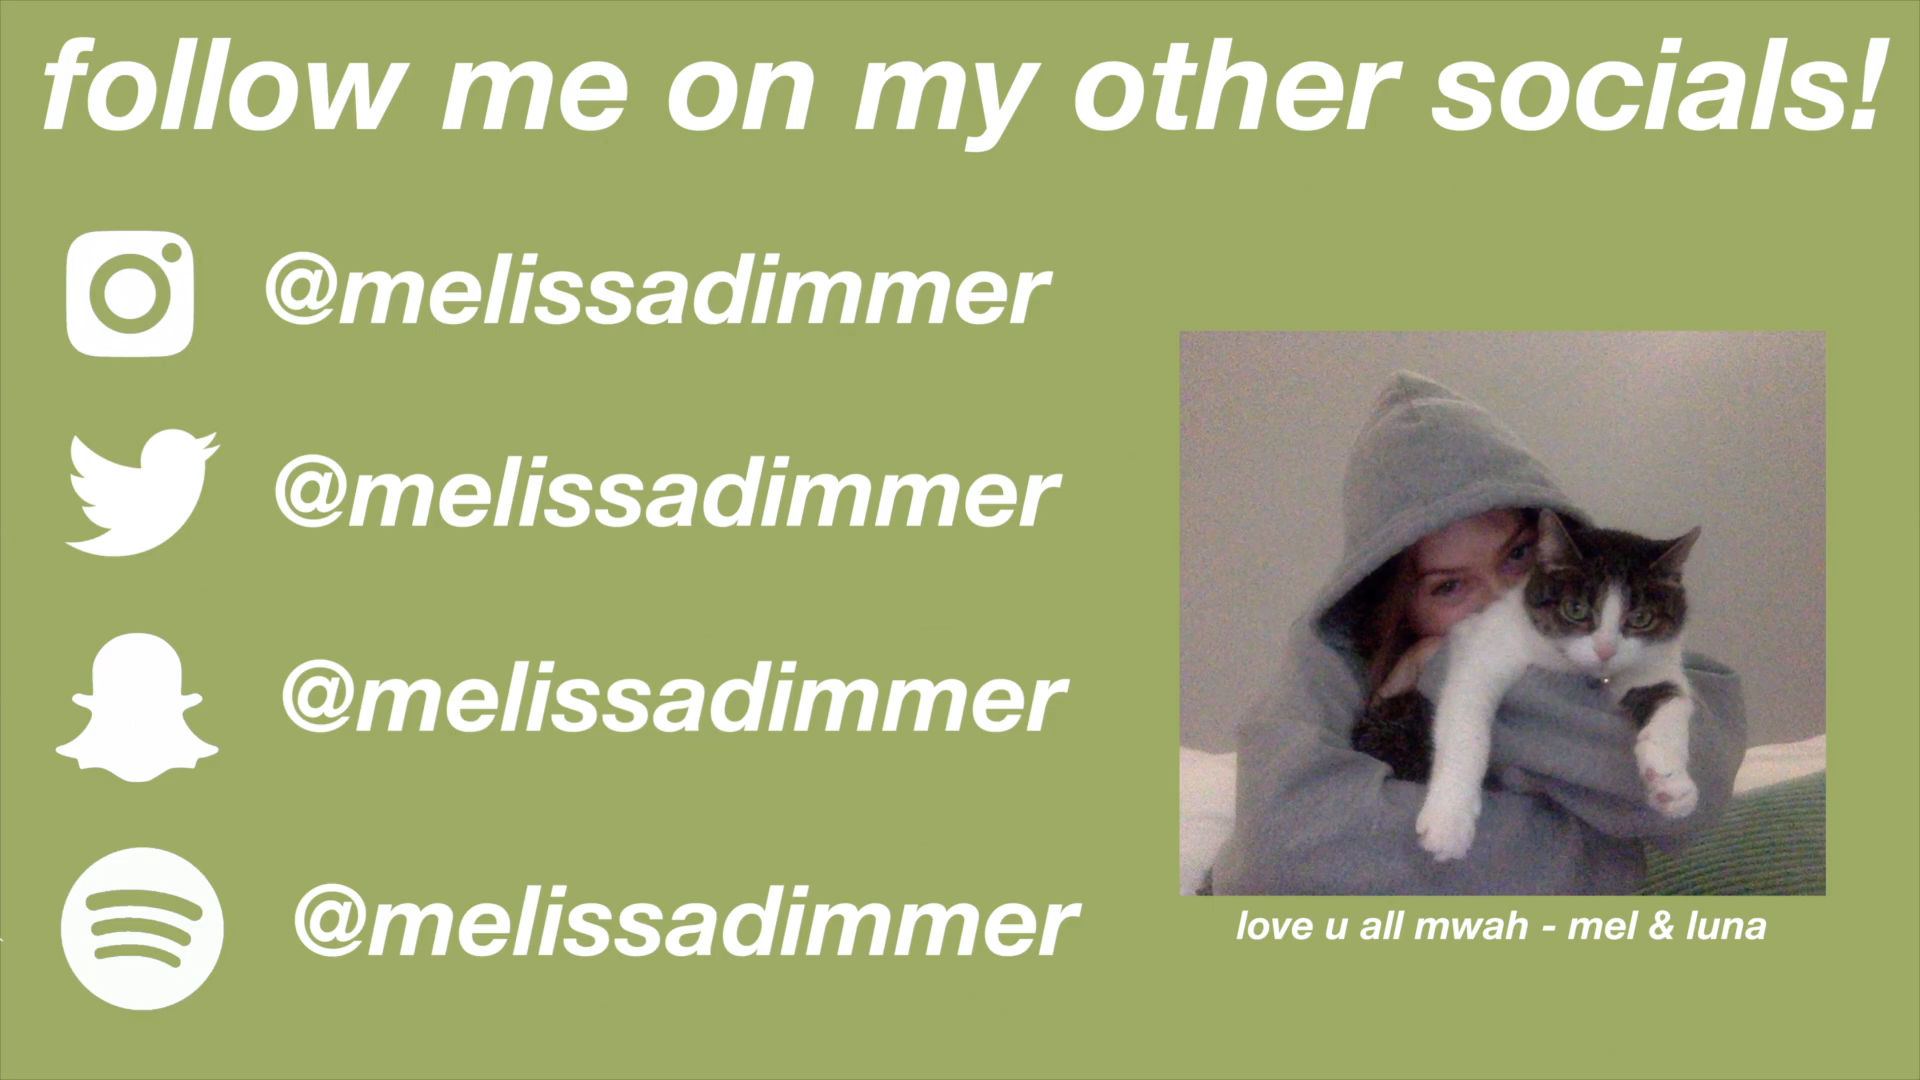 follow me on my other socials!
@melissadimmer
@melissadimmer
@melissadimmer
@melissadimmer
love u all mwah - mel & luna